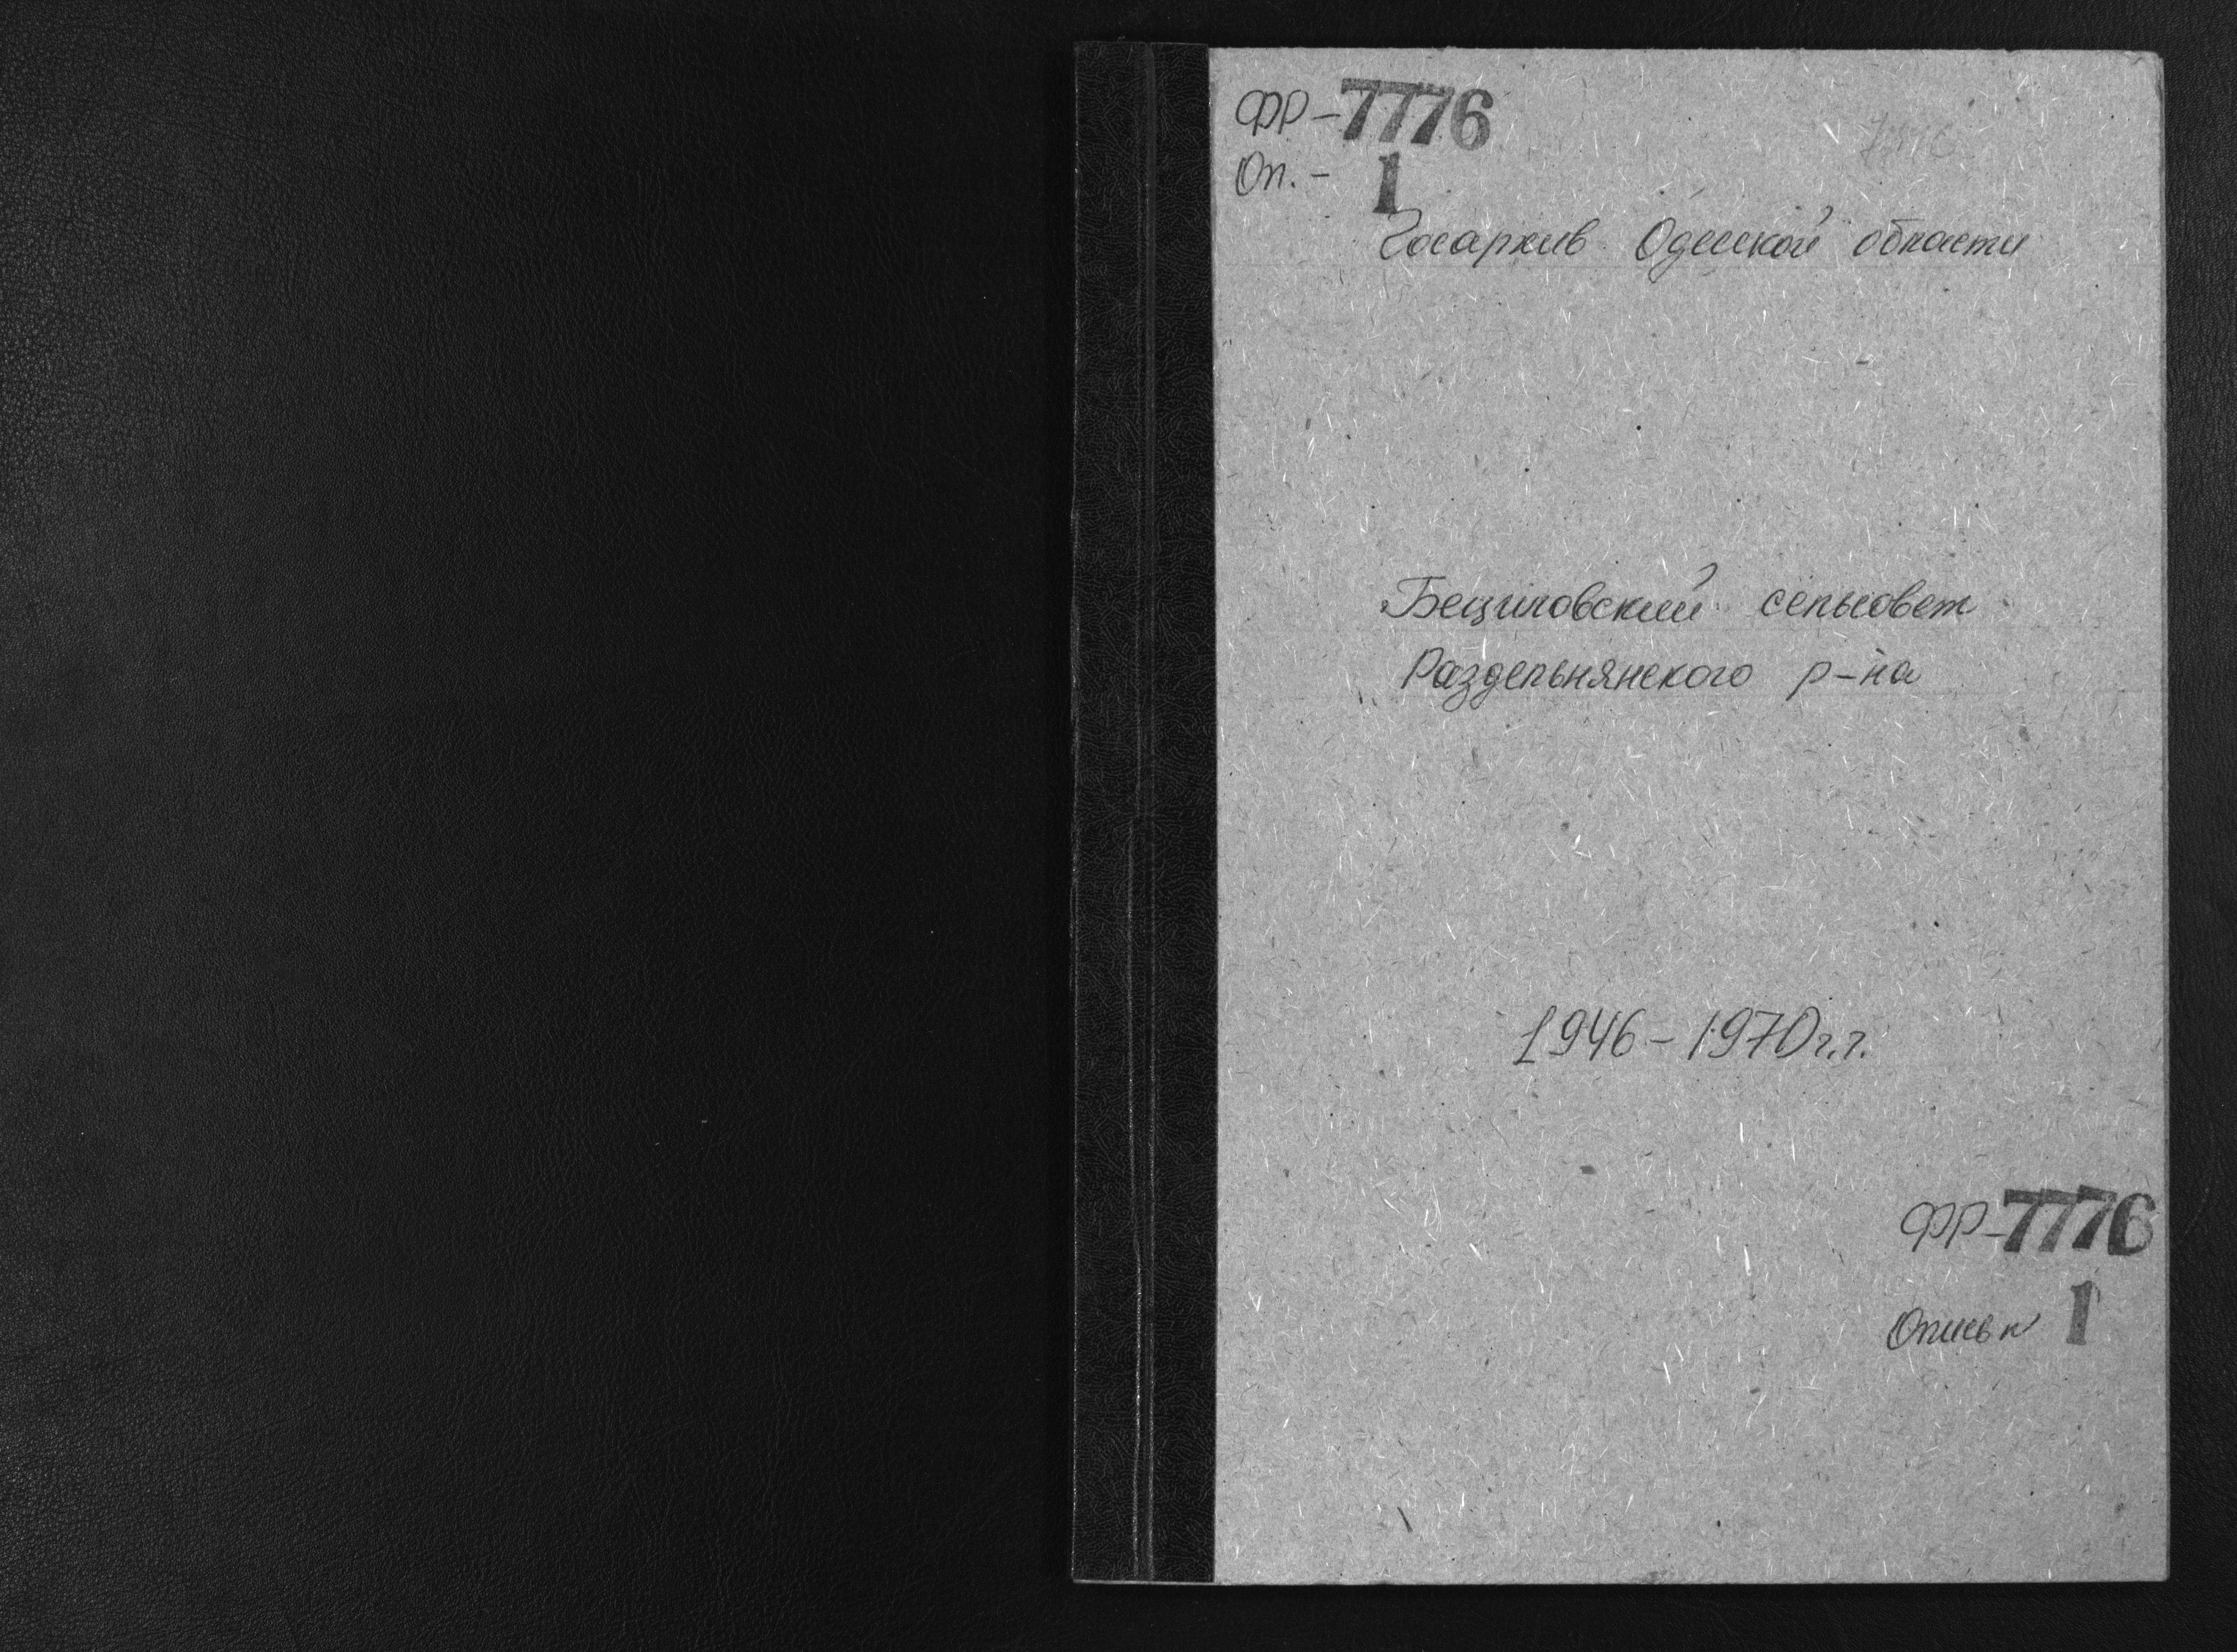 ФР-7776
Оп. - 1
Госархив Одесской области
Бециловский сельсовет
Раздельнянского р-на
1946-1970г.г.
ФР-7776
Опись н 1